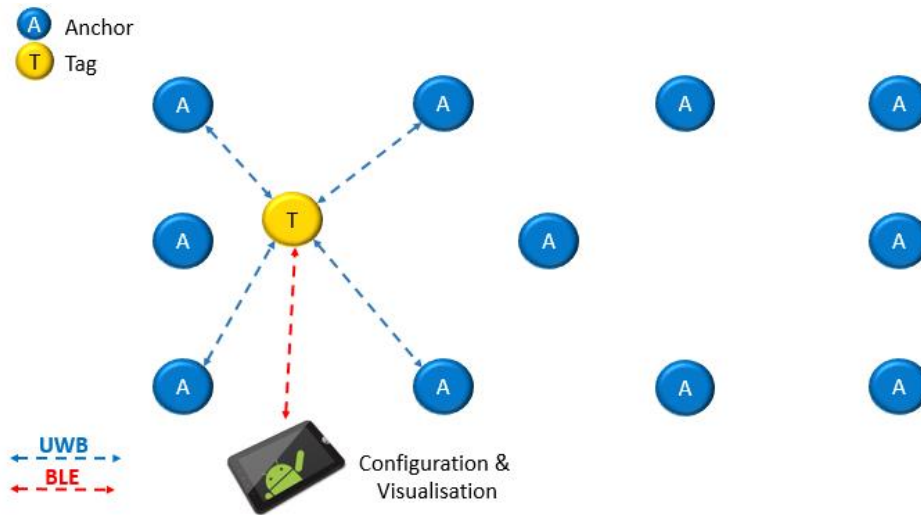 A Anchor
T Tag
A A A A
T
A A A
A A A A
UWB
BLE
Configuration &
Visualisation